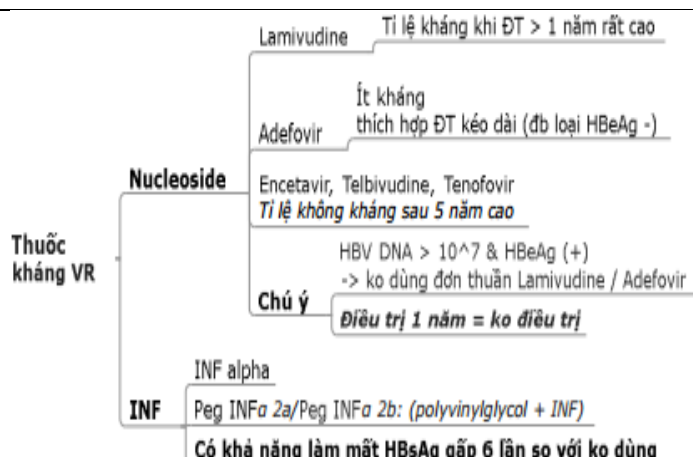 Thuốc
kháng VR
Nucleoside
Lamivudine
Tỉ lệ kháng khi ĐT > 1 năm rất cao
Adefovir
Ít kháng
thích hợp ĐT kéo dài (đb loại HBeAg -)
Encetavir, Telbivudine, Tenofovir
Tỉ lệ không kháng sau 5 năm cao
Chú ý
HBV DNA > 10^7 & HBeAg (+)
-> ko dùng đơn thuần Lamivudine / Adefovir
Điều trị 1 năm = ko điều trị
INF
INF alpha
Peg INFα 2a/Peg INFα 2b: (polyvinylglycol + INF)
Có khả năng làm mất HBsAg gấp 6 lần so với ko dùng